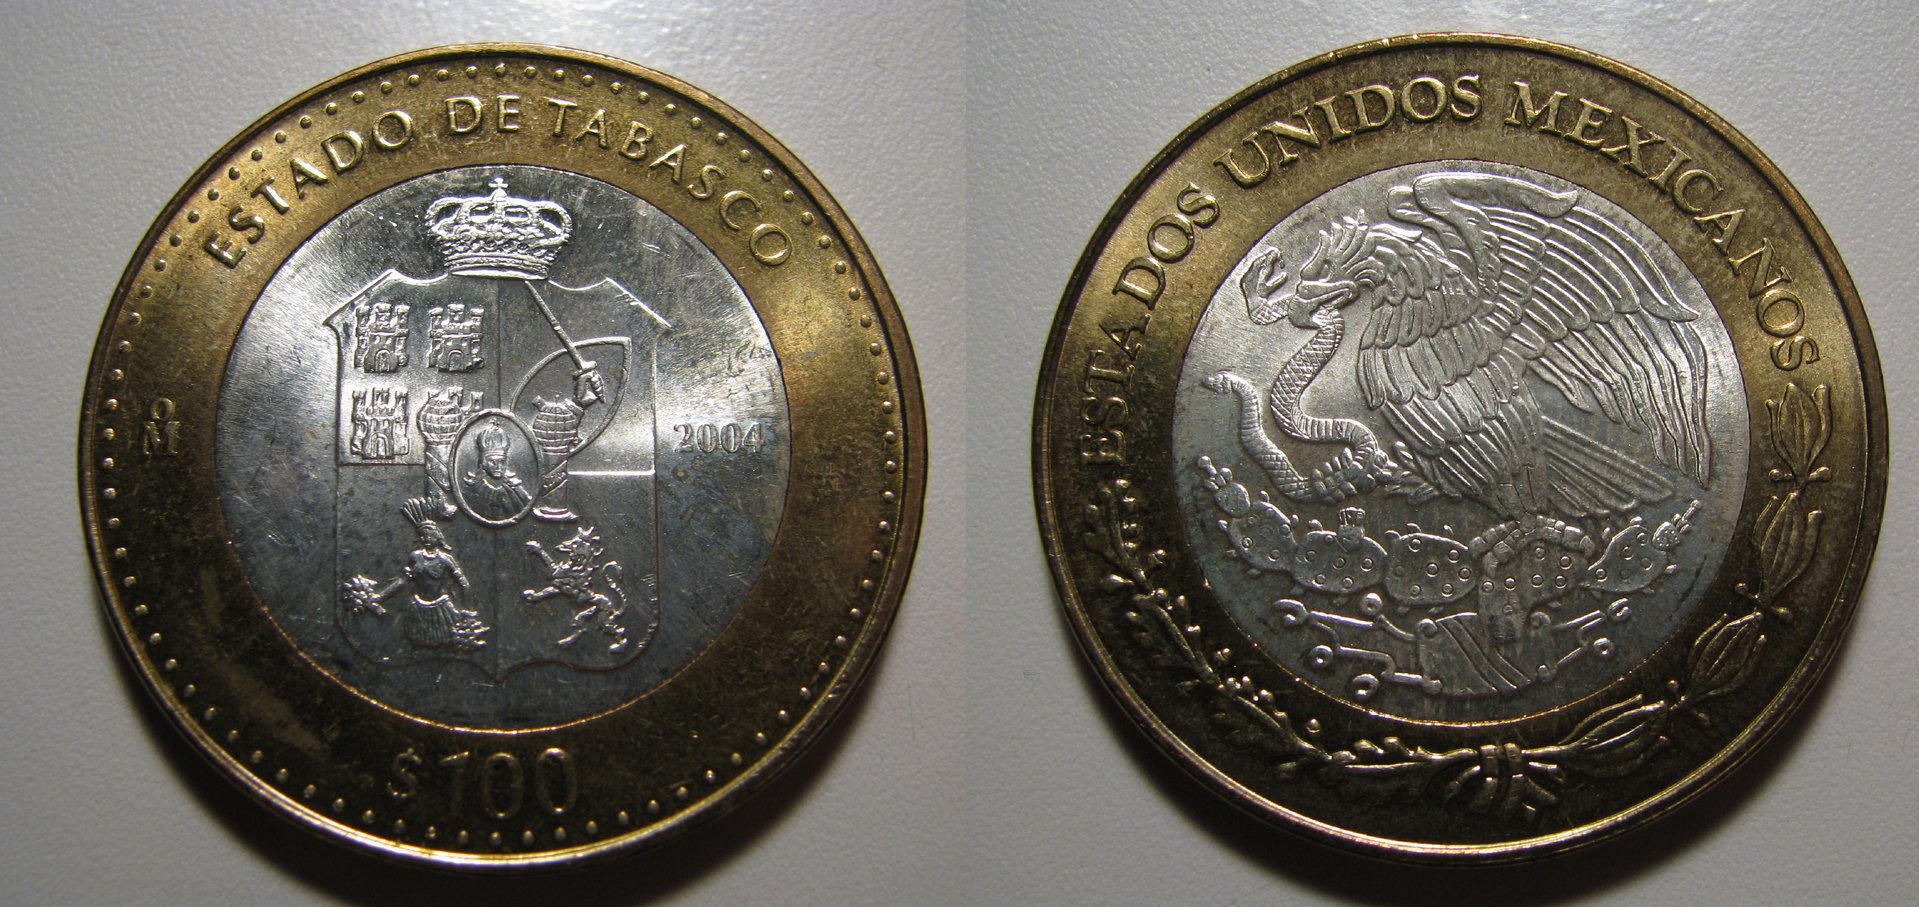 ESTADO DE TABASCO
O
M
2004
$100
ESTADOS UNIDOS MEXICANOS